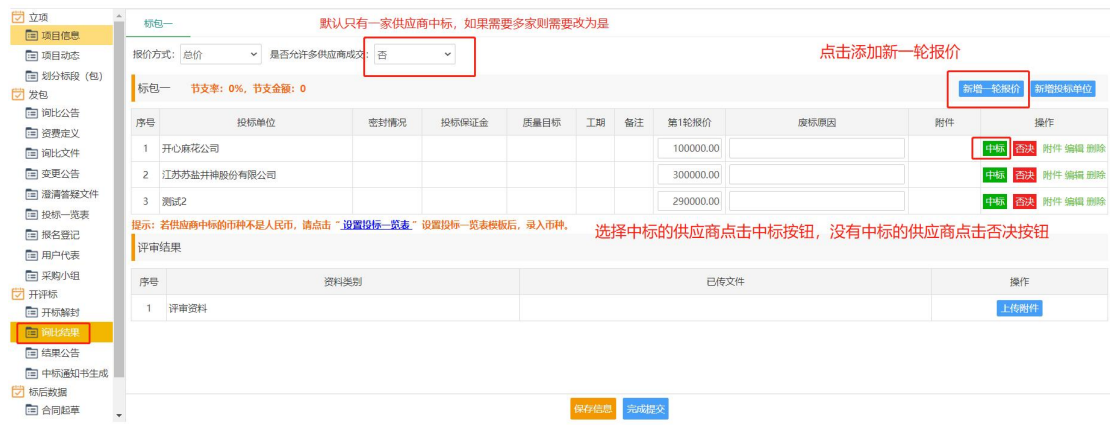 立项
项目信息
项目动态
划分标段（包）
发包
询比公告
资费定义
询比文件
变更公告
澄清答疑文件
投标一览表
报名登记
用户代表
采购小组
开评标
开标解封
询比结果
结果公告
中标通知书生成
标后数据
合同起草
标包一
默认只有一家供应商中标，如果需要多家则需要改为是
报价方式：总价 是否允许多供应商成交：否
点击添加新一轮报价
标包一 节支率：0%，节支金额：0 新增一轮报价 新增投标单位
序号 投标单位 密封情况 投标保证金 质量目标 工期 备注 第1轮报价 废标原因 附件 操作
1 开心麻花公司 100000.00 中标 否决 附件 编辑 删除
2 江苏苏盐井神股份有限公司 300000.00 中标 否决 附件 编辑 删除
3 测试2 290000.00 中标 否决 附件 编辑 删除
提示：若供应商中标的币种不是人民币，请点击“ 设置投标一览表 ”设置投标一览表模板后，录入币种。
选择中标的供应商点击中标按钮，没有中标的供应商点击否决按钮
评审结果
序号 资料类别 已传文件 操作
1 评审资料 上传附件
保存信息 完成提交